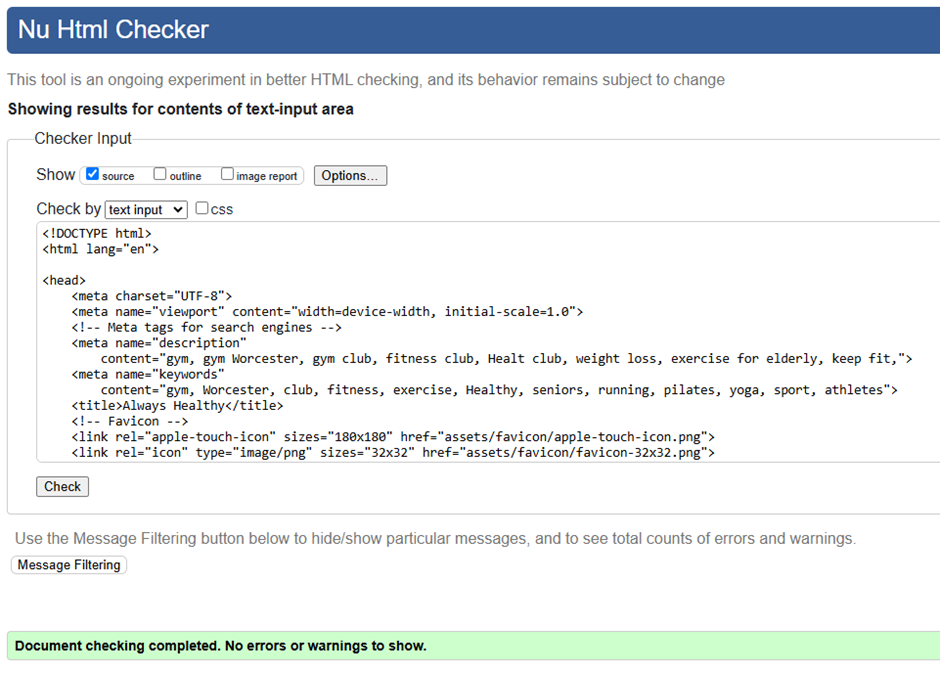 Nu Html Checker
This tool is an ongoing experiment in better HTML checking, and its behavior remains subject to change
Showing results for contents of text-input area
Checker Input
Show source outline image report Options...
Check by text input css
<!DOCTYPE html>
<html lang="en">
<head>
<meta charset="UTF-8">
<meta name="viewport" content="width=device-width, initial-scale=1.0">
<!-- Meta tags for search engines -->
<meta name="description"
content="gym, gym Worcester, gym club, fitness club, Healt club, weight loss, exercise for elderly, keep fit,">
<meta name="keywords"
content="gym, Worcester, club, fitness, exercise, Healthy, seniors, running, pilates, yoga, sport, athletes">
<title>Always Healthy</title>
<!-- Favicon -->
<link rel="apple-touch-icon" sizes="180x180" href="assets/favicon/apple-touch-icon.png">
<link rel="icon" type="image/png" sizes="32x32" href="assets/favicon/favicon-32x32.png">
Check
Use the Message Filtering button below to hide/show particular messages, and to see total counts of errors and warnings.
Message Filtering
Document checking completed. No errors or warnings to show.